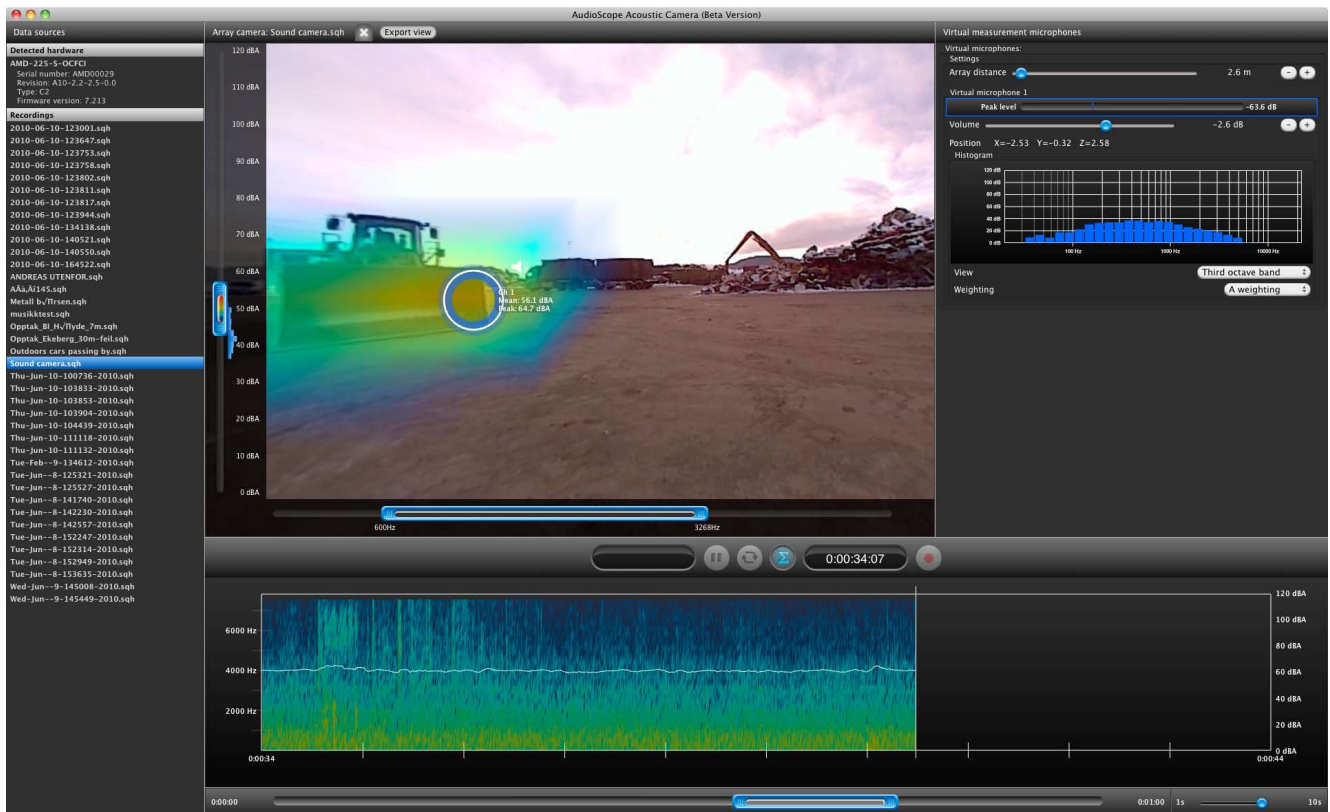 AudioScope Acoustic Camera (Beta Version)
Data sources
Detected hardware
AMD-225-S-OCFCI
Serial number: AMD00029
Revision: A10-2.2-2.5-0.0
Type: C2
Firmware version: 7.213
Recordings
2010-06-10-123001.sqh
2010-06-10-123647.sqh
2010-06-10-123753.sqh
2010-06-10-123758.sqh
2010-06-10-123802.sqh
2010-06-10-123811.sqh
2010-06-10-123817.sqh
2010-06-10-123944.sqh
2010-06-10-134138.sqh
2010-06-10-140521.sqh
2010-06-10-140550.sqh
2010-06-10-164522.sqh
ANDREAS UTENFOR.sqh
Metall b√∏rsen.sqh
musikktest.sqh
Opptak_BI_H√∏yde_7m.sqh
Opptak_Ekeberg_30m-feil.sqh
Outdoors cars passing by.sqh
Sound camera.sqh
Thu-Jun-10-100736-2010.sqh
Thu-Jun-10-103833-2010.sqh
Thu-Jun-10-103853-2010.sqh
Thu-Jun-10-103904-2010.sqh
Thu-Jun-10-104439-2010.sqh
Thu-Jun-10-111118-2010.sqh
Thu-Jun-10-111132-2010.sqh
Tue-Feb--9-134612-2010.sqh
Tue-Jun--8-125321-2010.sqh
Tue-Jun--8-125527-2010.sqh
Tue-Jun--8-141740-2010.sqh
Tue-Jun--8-142230-2010.sqh
Tue-Jun--8-142557-2010.sqh
Tue-Jun--8-152247-2010.sqh
Tue-Jun--8-152314-2010.sqh
Tue-Jun--8-152949-2010.sqh
Tue-Jun--8-153635-2010.sqh
Wed-Jun--9-145008-2010.sqh
Wed-Jun--9-145449-2010.sqh
Array camera: Sound camera.sqh
Export view
120 dBA
110 dBA
100 dBA
90 dBA
80 dBA
70 dBA
60 dBA
50 dBA
40 dBA
30 dBA
20 dBA
10 dBA
0 dBA
Ch 1
Mean: 56.1 dBA
Peak: 64.7 dBA
600Hz 3268Hz
Virtual measurement microphones
Virtual microphones:
Settings
Array distance 2.6 m - +
Virtual microphone 1
Peak level -63.6 dB
Volume -2.6 dB - +
Position X=-2.53 Y=-0.32 Z=2.58
Histogram
120 dB
100 dB
80 dB
60 dB
40 dB
20 dB
0 dB
100 Hz 1000 Hz 10000 Hz
View Third octave band
Weighting A weighting
Σ 0:00:34:07
6000 Hz
4000 Hz
2000 Hz
120 dBA
100 dBA
80 dBA
60 dBA
40 dBA
20 dBA
0 dBA
0:00:34 0:00:44
0:00:00 0:01:00 1s 10s